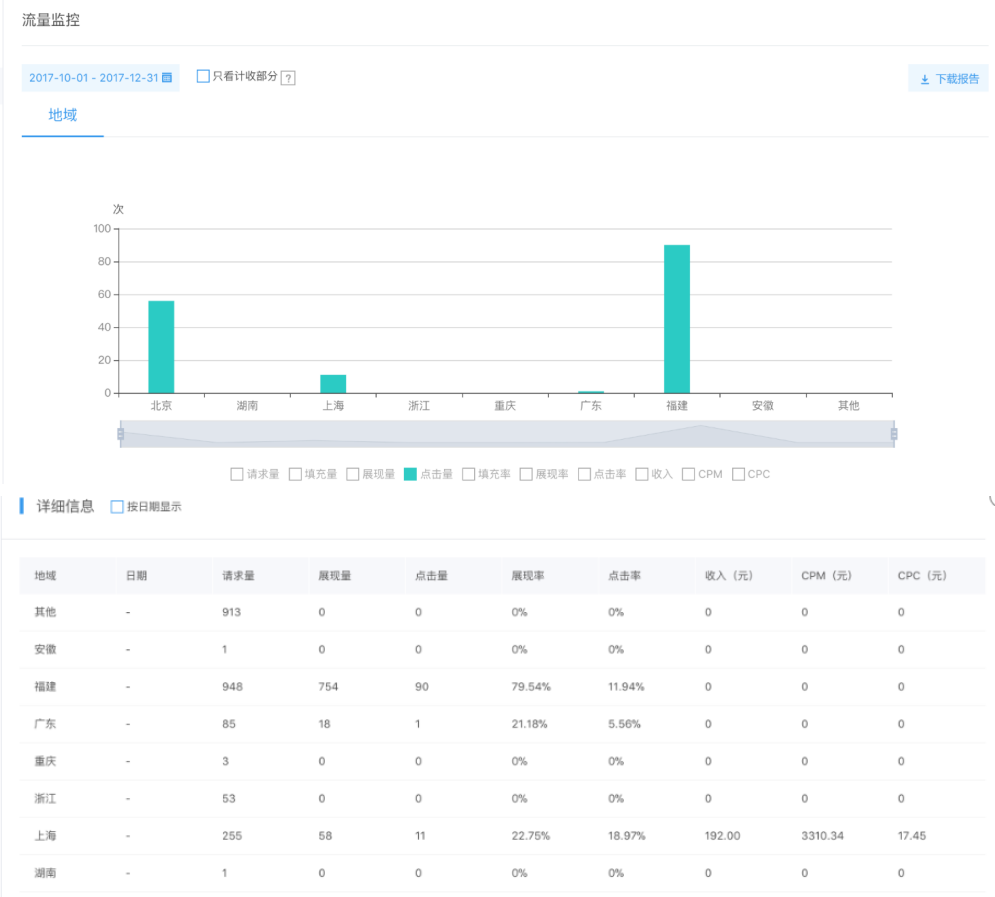 流量监控
2017-10-01 - 2017-12-31 只看计收部分 ? 下载报告
地域
次
100
80
60
40
20
0
北京 湖南 上海 浙江 重庆 广东 福建 安徽 其他
请求量 填充量 展现量 点击量 填充率 展现率 点击率 收入 CPM CPC
详细信息 按日期显示
地域 日期 请求量 展现量 点击量 展现率 点击率 收入（元） CPM（元） CPC（元）
其他 - 913 0 0 0% 0% 0 0 0
安徽 - 1 0 0 0% 0% 0 0 0
福建 - 948 754 90 79.54% 11.94% 0 0 0
广东 - 85 18 1 21.18% 5.56% 0 0 0
重庆 - 3 0 0 0% 0% 0 0 0
浙江 - 53 0 0 0% 0% 0 0 0
上海 - 255 58 11 22.75% 18.97% 192.00 3310.34 17.45
湖南 - 1 0 0 0% 0% 0 0 0